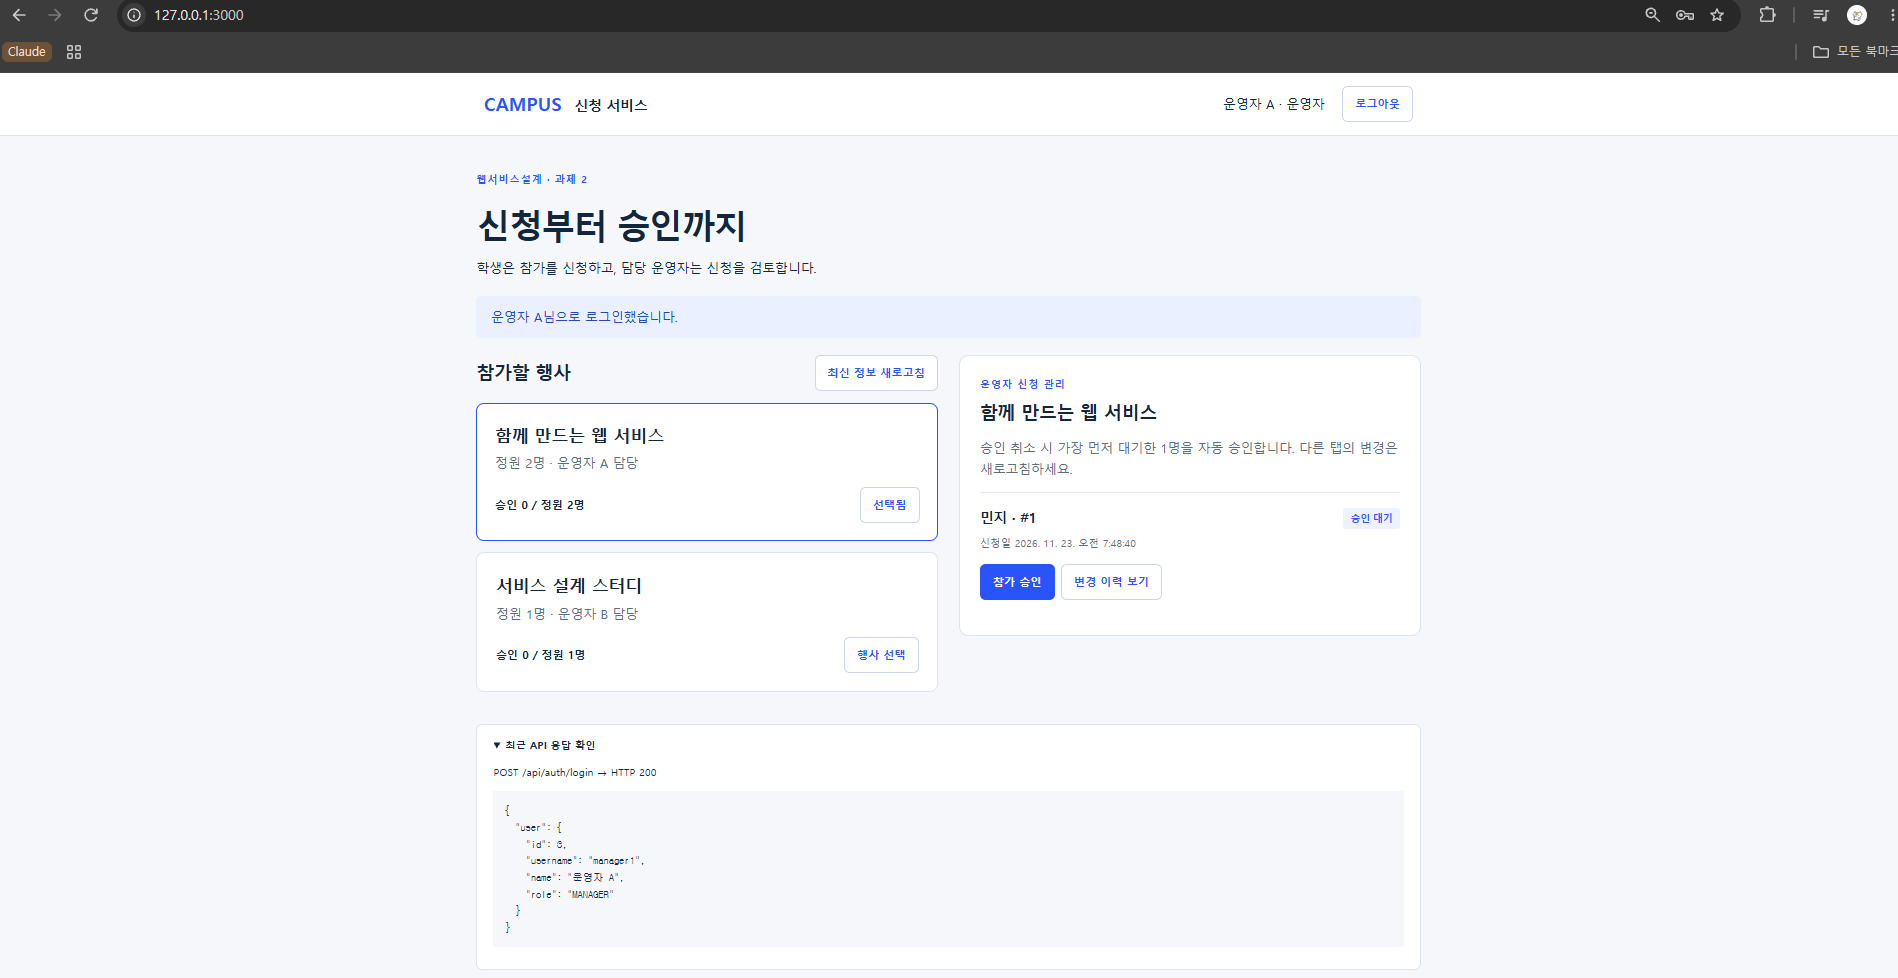 127.0.0.1:3000
Claude
모든 북마크
CAMPUS 신청 서비스
운영자 A · 운영자
로그아웃
웹서비스설계 · 과제 2
신청부터 승인까지
학생은 참가를 신청하고, 담당 운영자는 신청을 검토합니다.
운영자 A님으로 로그인했습니다.
참가할 행사
최신 정보 새로고침
함께 만드는 웹 서비스
정원 2명 · 운영자 A 담당
승인 0 / 정원 2명
선택됨
서비스 설계 스터디
정원 1명 · 운영자 B 담당
승인 0 / 정원 1명
행사 선택
운영자 신청 관리
함께 만드는 웹 서비스
승인 취소 시 가장 먼저 대기한 1명을 자동 승인합니다. 다른 탭의 변경은
새로고침하세요.
민지 · #1
승인 대기
신청일 2026. 11. 23. 오전 7:48:40
참가 승인
변경 이력 보기
▼ 최근 API 응답 확인
POST /api/auth/login → HTTP 200
{
"user": {
"id": 3,
"username": "manager1",
"name": "운영자 A",
"role": "MANAGER"
}
}